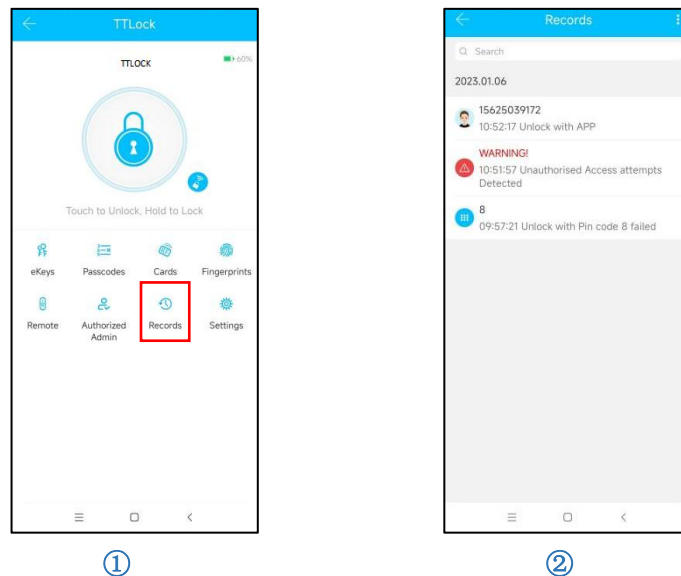 TTLock
TTLOCK
60%
Touch to Unlock, Hold to Lock
eKeys
Passcodes
Cards
Fingerprints
Remote
Authorized
Admin
Records
Settings
①
Records
Search
2023.01.06
15625039172
10:52:17 Unlock with APP
WARNING!
10:51:57 Unauthorised Access attempts
Detected
8
09:57:21 Unlock with Pin code 8 failed
②